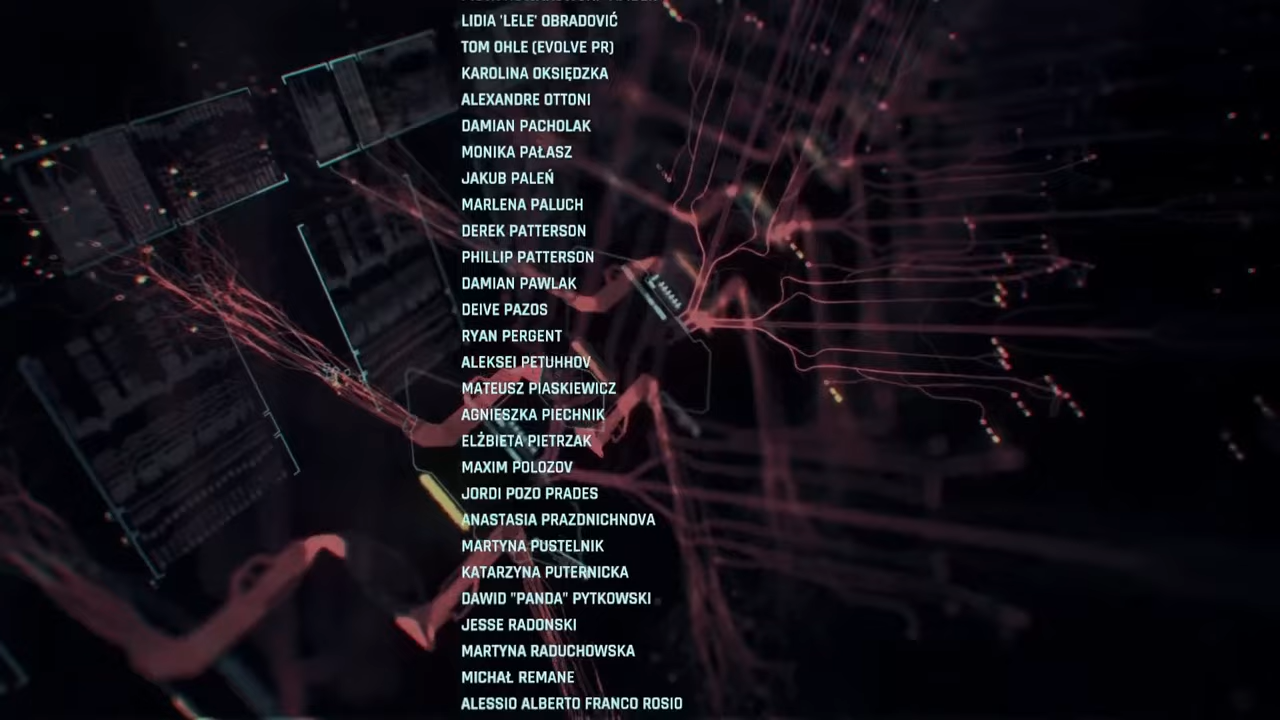 LIDIA 'LELE' OBRADOVIĆ
TOM OHLE (EVOLVE PR)
KAROLINA OKSIĘDZKA
ALEXANDRE OTTONI
DAMIAN PACHOLAK
MONIKA PAŁASZ
JAKUB PALEŃ
MARLENA PALUCH
DEREK PATTERSON
PHILLIP PATTERSON
DAMIAN PAWLAK
DEIVE PAZOS
RYAN PERGENT
ALEKSEI PETUHHOV
MATEUSZ PIASKIEWICZ
AGNIESZKA PIECHNIK
ELŻBIETA PIETRZAK
MAXIM POLOZOV
JORDI POZO PRADES
ANASTASIA PRAZDNICHNOVA
MARTYNA PUSTELNIK
KATARZYNA PUTERNICKA
DAWID "PANDA" PYTKOWSKI
JESSE RADONSKI
MARTYNA RADUCHOWSKA
MICHAŁ REMANE
ALESSIO ALBERTO FRANCO ROSIO